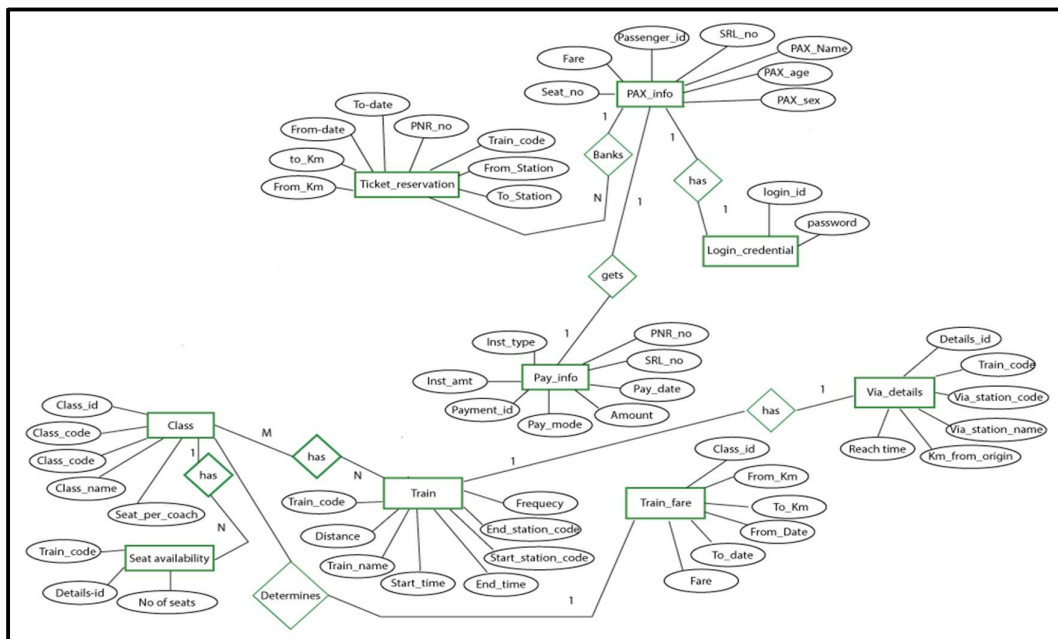 Passenger_id
SRL_no
Fare
PAX_Name
Seat_no
PAX_info
PAX_age
PAX_sex
To-date
From-date
PNR_no
to_Km
Train_code
From_Km
Ticket_reservation
From_Station
To_Station
1
Banks
N
1
has
1
1
login_id
password
Login_credential
gets
1
Inst_type
PNR_no
SRL_no
Inst_amt
Pay_info
Pay_date
Payment_id
Amount
Pay_mode
Details_id
Train_code
Via_details
Via_station_code
Via_station_name
Reach time
Km_from_origin
1
has
1
Class_id
Class_code
Class
Class_code
Class_name
Seat_per_coach
M
has
N
1
has
N
Train_code
Seat availability
Details-id
No of seats
Train_code
Train
Frequecy
Distance
End_station_code
Train_name
Start_station_code
Start_time
End_time
Class_id
From_Km
Train_fare
To_Km
From_Date
To_date
Fare
Determines
1